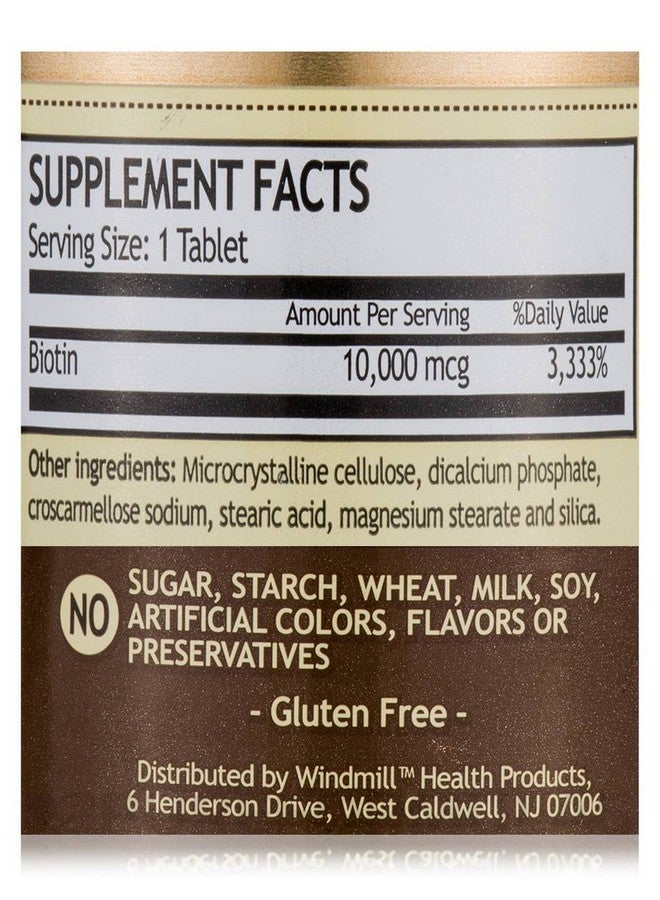 SUPPLEMENT FACTS
Serving Size: 1 Tablet
Amount Per Serving %Daily Value
Biotin 10,000 mcg 3,333%
Other ingredients: Microcrystalline cellulose, dicalcium phosphate,
croscarmellose sodium, stearic acid, magnesium stearate and silica.
NO SUGAR, STARCH, WHEAT, MILK, SOY,
ARTIFICIAL COLORS, FLAVORS OR
PRESERVATIVES
- Gluten Free -
Distributed by Windmill™ Health Products,
6 Henderson Drive, West Caldwell, NJ 07006